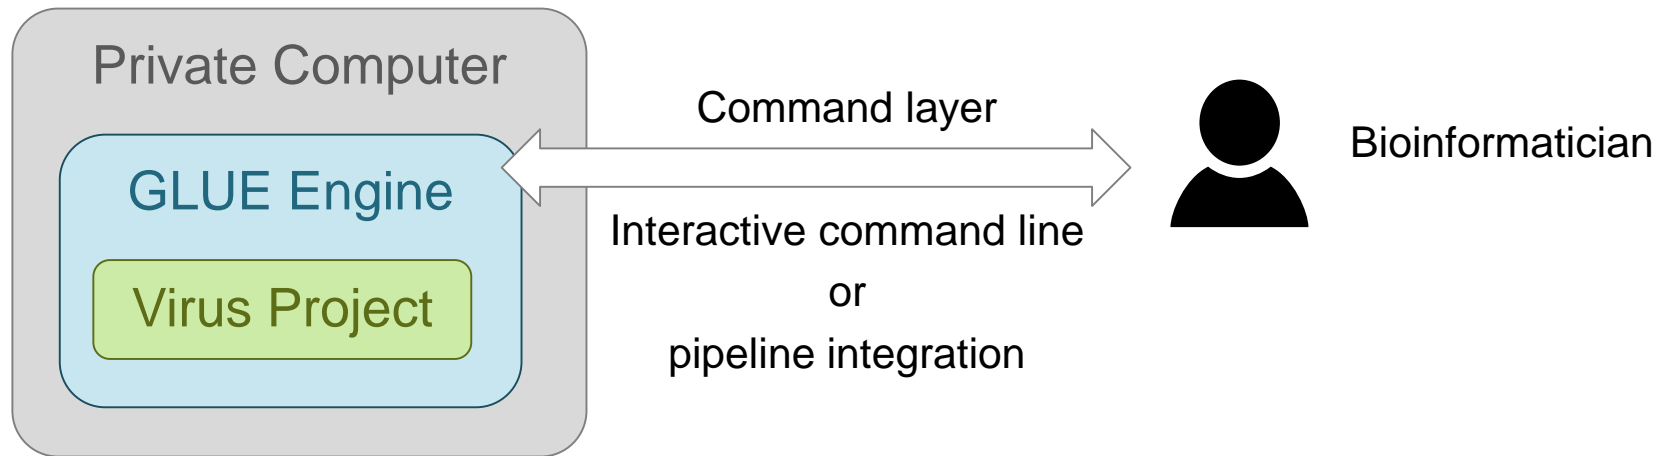 Private Computer
GLUE Engine
Virus Project
Command layer
Interactive command line
or
pipeline integration
Bioinformatician